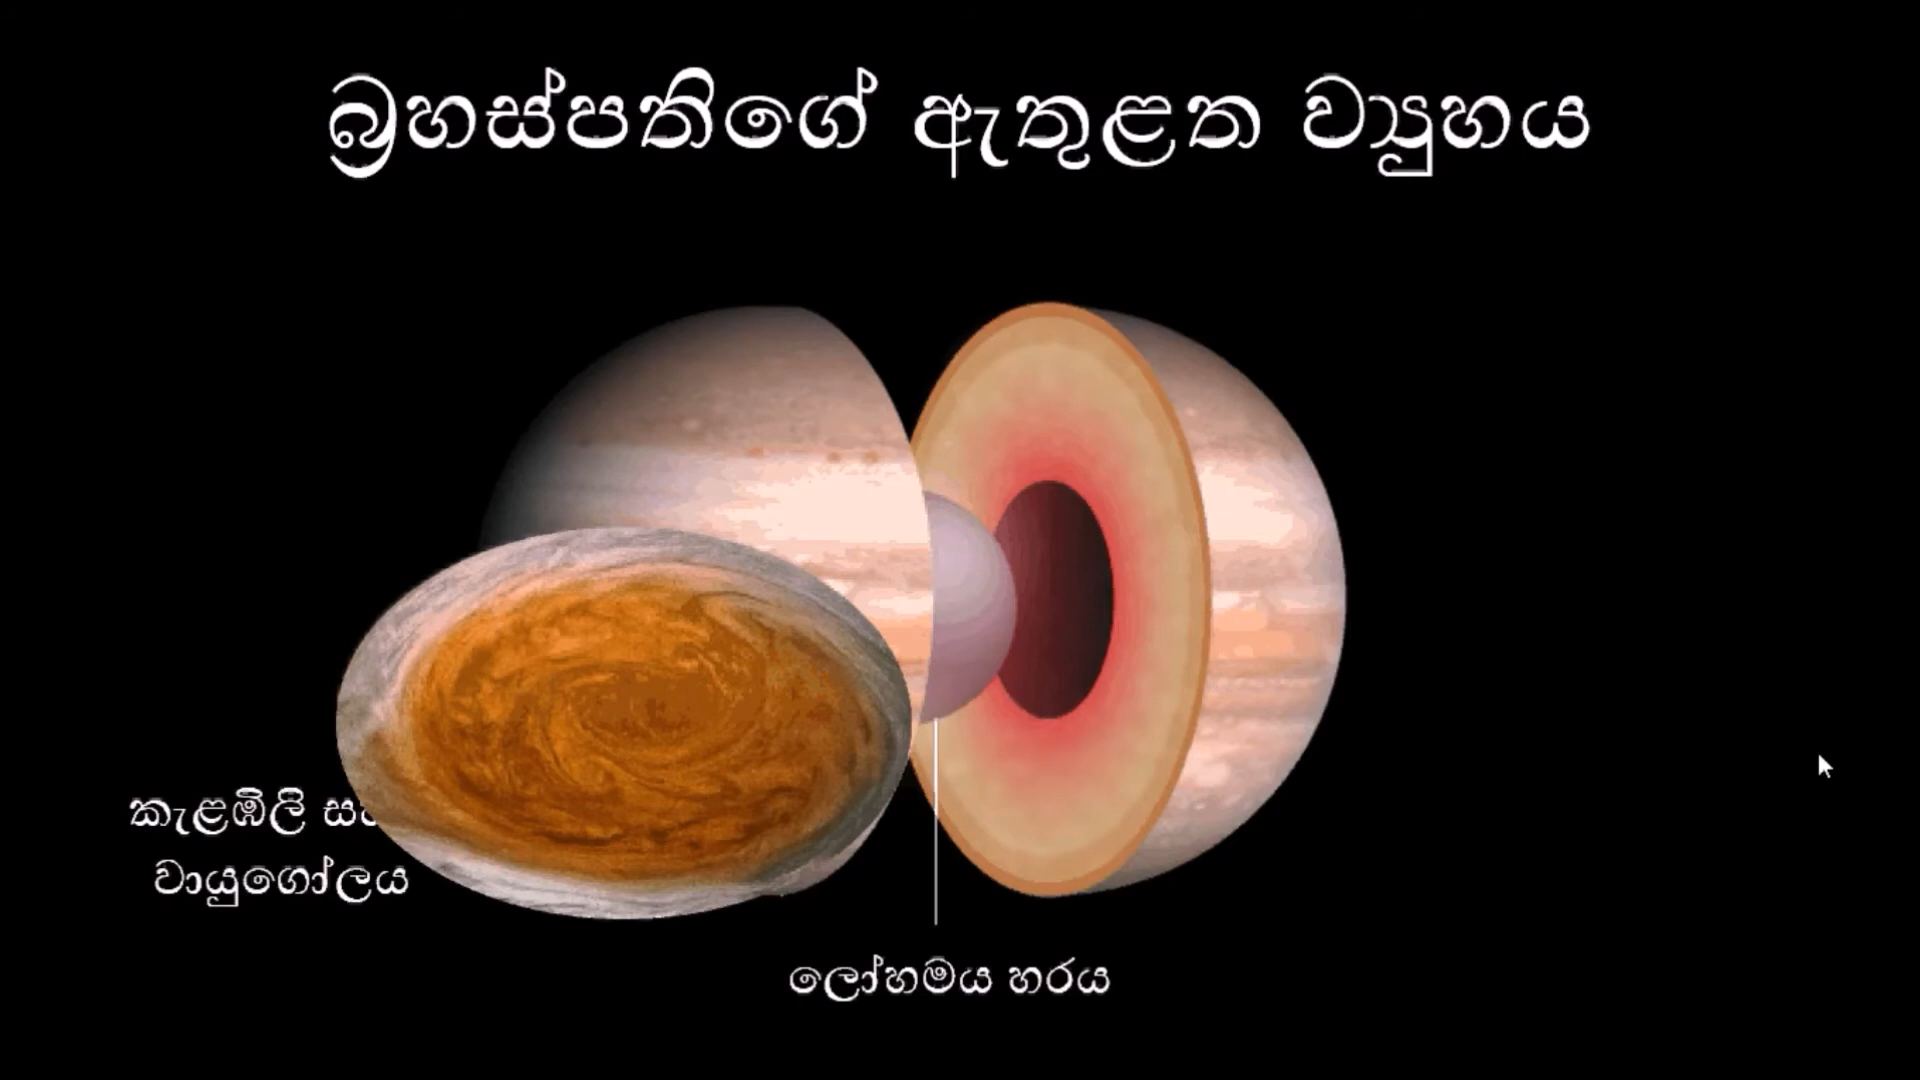 බ්‍රහස්පතිගේ ඇතුළත ව්‍යුහය
කැළඹිලි
වායුගෝලය
ලෝහමය හරය